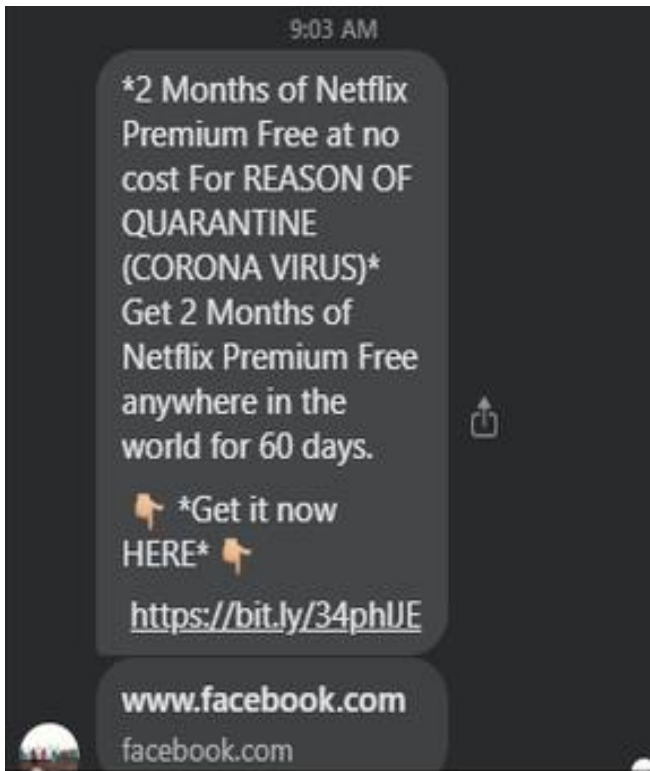 9:03 AM
*2 Months of Netflix
Premium Free at no
cost For REASON OF
QUARANTINE
(CORONA VIRUS)*
Get 2 Months of
Netflix Premium Free
anywhere in the
world for 60 days.
👇🏼 *Get it now
HERE* 👇🏼
https://bit.ly/34phIJE
www.facebook.com
facebook.com